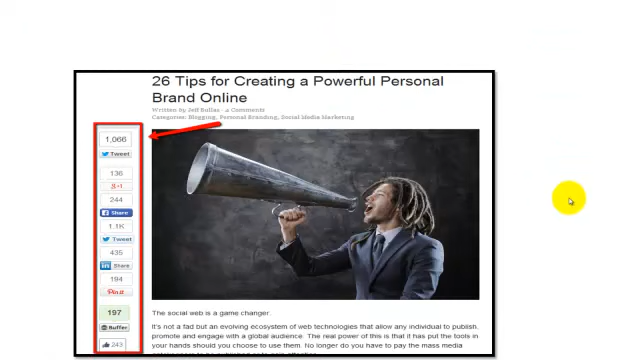 26 Tips for Creating a Powerful Personal
Brand Online
Written by Jeff Bullas
Comments
Categories: Blogging, Personal Branding, Social Media Marketing
1,066
Tweet
136
+1
244
Share
1.1K
Tweet
435
in Share
194
Pin it
197
Buffer
243
The social web is a game changer.
It's not a fad but an evolving ecosystem of web technologies that allow any individual to publish,
promote and engage with a global audience. The real power of this is that it has put the tools in
your hands should you choose to use them. No longer do you have to pay the mass media